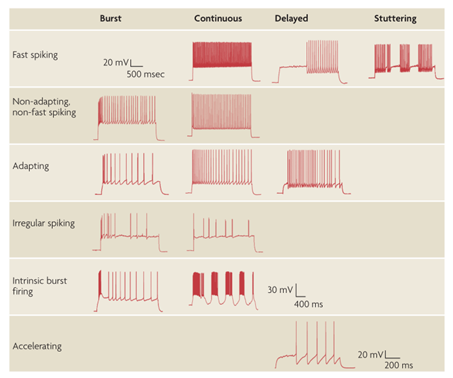 Burst Continuous Delayed Stuttering
Fast spiking
20 mV
500 msec
Non-adapting,
non-fast spiking
Adapting
Irregular spiking
Intrinsic burst
firing
30 mV
400 ms
Accelerating
20 mV
200 ms